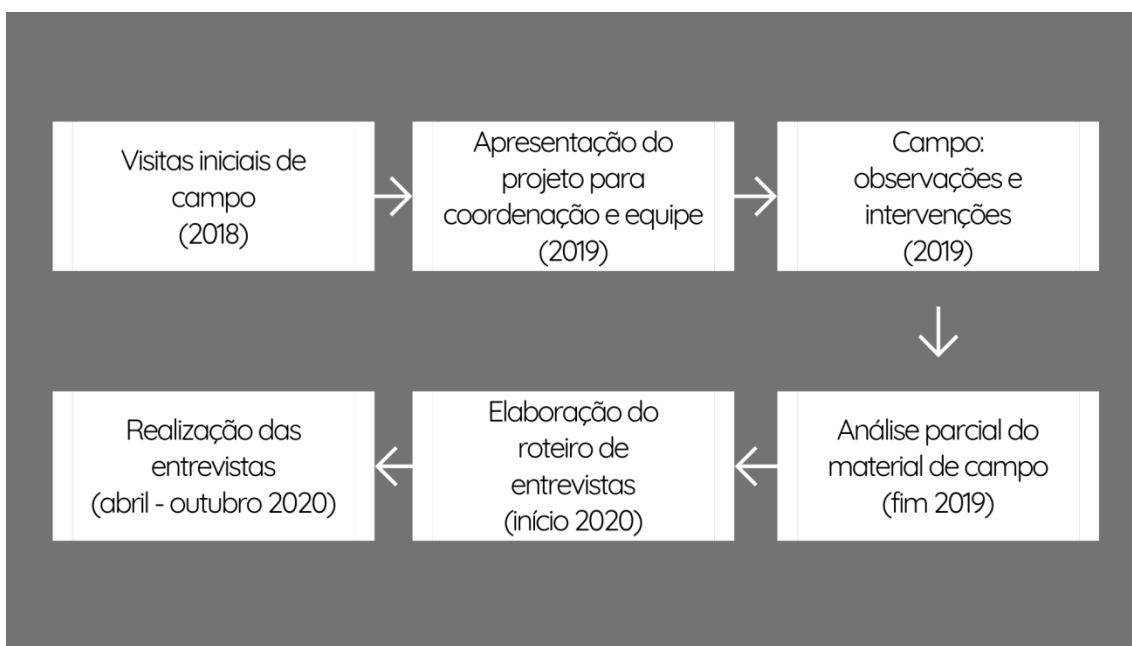 Visitas iniciais de
campo
(2018)
Apresentação do
projeto para
coordenação e equipe
(2019)
Campo:
observações e
intervenções
(2019)
Análise parcial do
material de campo
(fim 2019)
Elaboração do
roteiro de
entrevistas
(início 2020)
Realização das
entrevistas
(abril - outubro 2020)